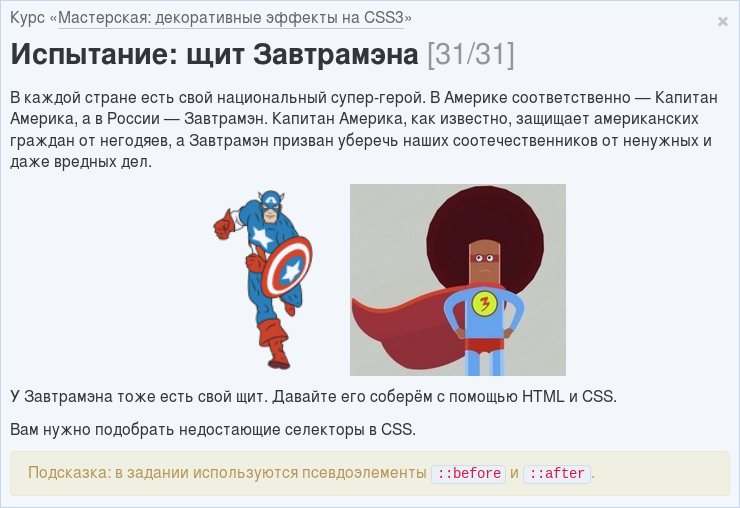 Курс «Мастерская: декоративные эффекты на CSS3»
×
Испытание: щит Завтрамэна [31/31]
В каждой стране есть свой национальный супер-герой. В Америке соответственно — Капитан
Америка, а в России — Завтрамэн. Капитан Америка, как известно, защищает американских
граждан от негодяев, а Завтрамэн призван уберечь наших соотечественников от ненужных и
даже вредных дел.
А
З
У Завтрамэна тоже есть свой щит. Давайте его соберём с помощью HTML и CSS.
Вам нужно подобрать недостающие селекторы в CSS.
Подсказка: в задании используются псевдоэлементы ::before и ::after.